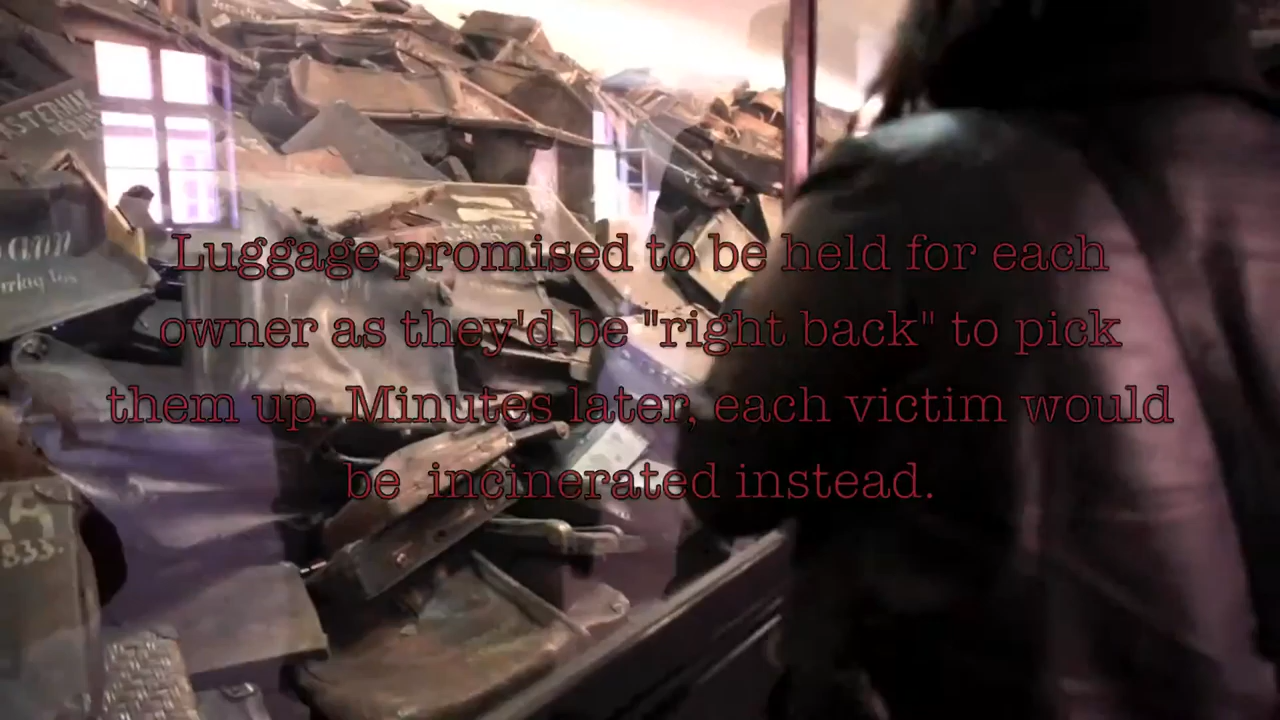 Luggage promised to be held for each
owner as they'd be "right back" to pick
them up. Minutes later, each victim would
be incinerated instead.
833.